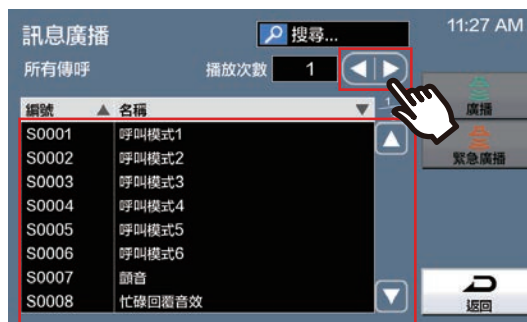 訊息廣播
搜尋...
11:27 AM
所有傳呼
播放次數
1
編號
名稱
1
廣播
S0001 呼叫模式1
S0002 呼叫模式2
S0003 呼叫模式3
S0004 呼叫模式4
S0005 呼叫模式5
S0006 呼叫模式6
S0007 顫音
S0008 忙碌回覆音效
緊急廣播
返回